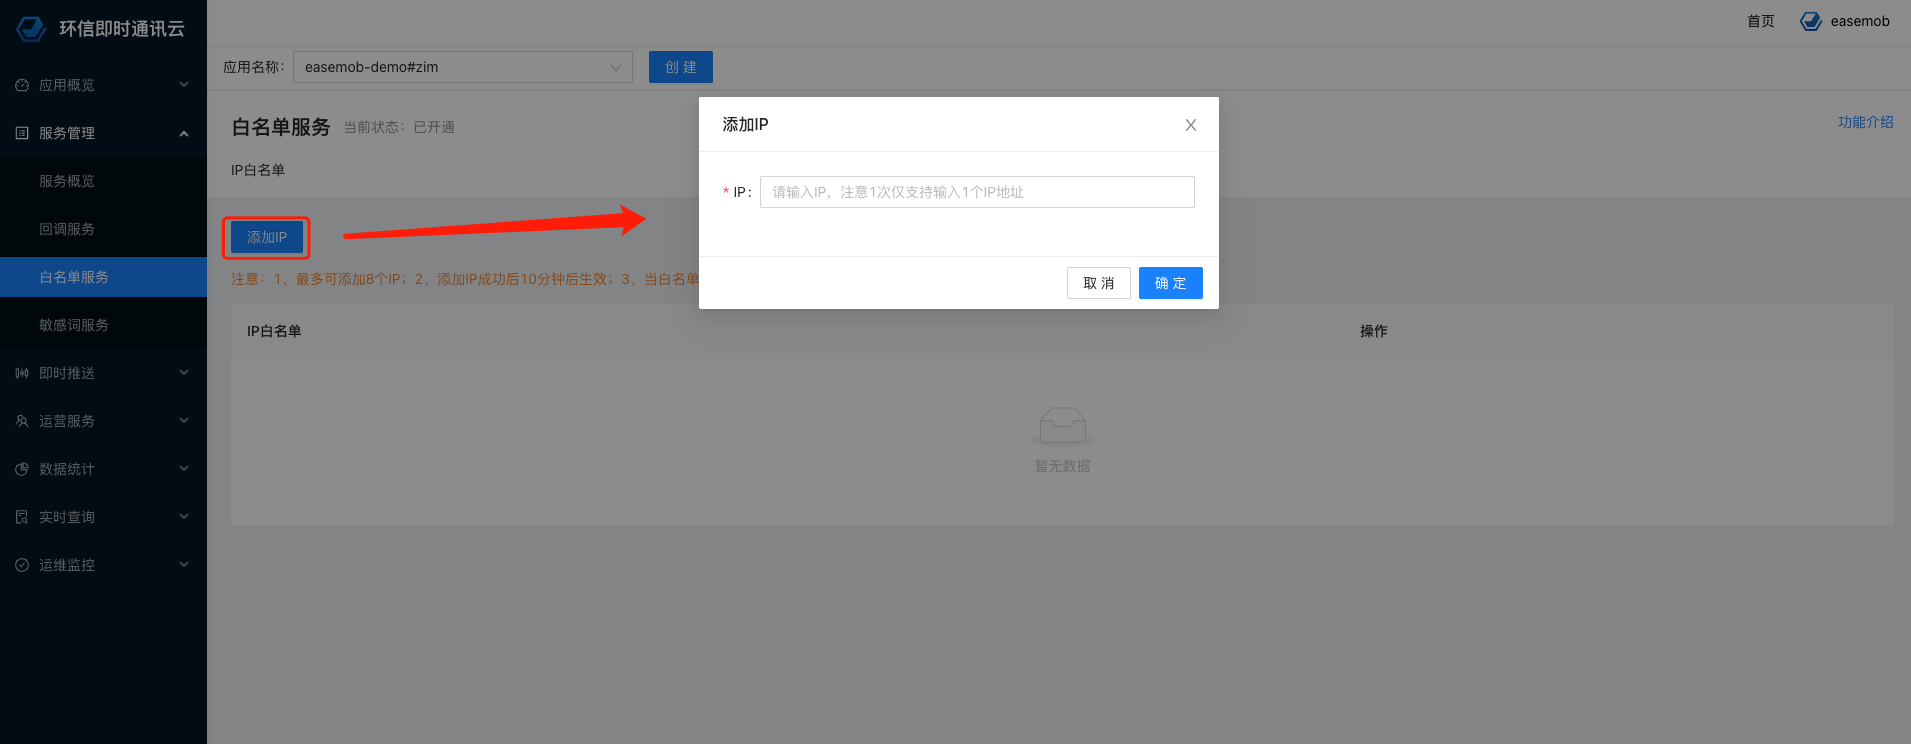 环信即时通讯云
首页
easemob
应用名称：
easemob-demo#zim
创 建
应用概览
服务管理
服务概览
回调服务
白名单服务
敏感词服务
即时推送
运营服务
数据统计
实时查询
运维监控
白名单服务
当前状态：已开通
功能介绍
IP白名单
添加IP
注意：1、最多可添加8个IP；2、添加IP成功后10分钟后生效；3、当白名单
IP白名单
操作
暂无数据
添加IP
* IP：
请输入IP，注意1次仅支持输入1个IP地址
取 消
确 定